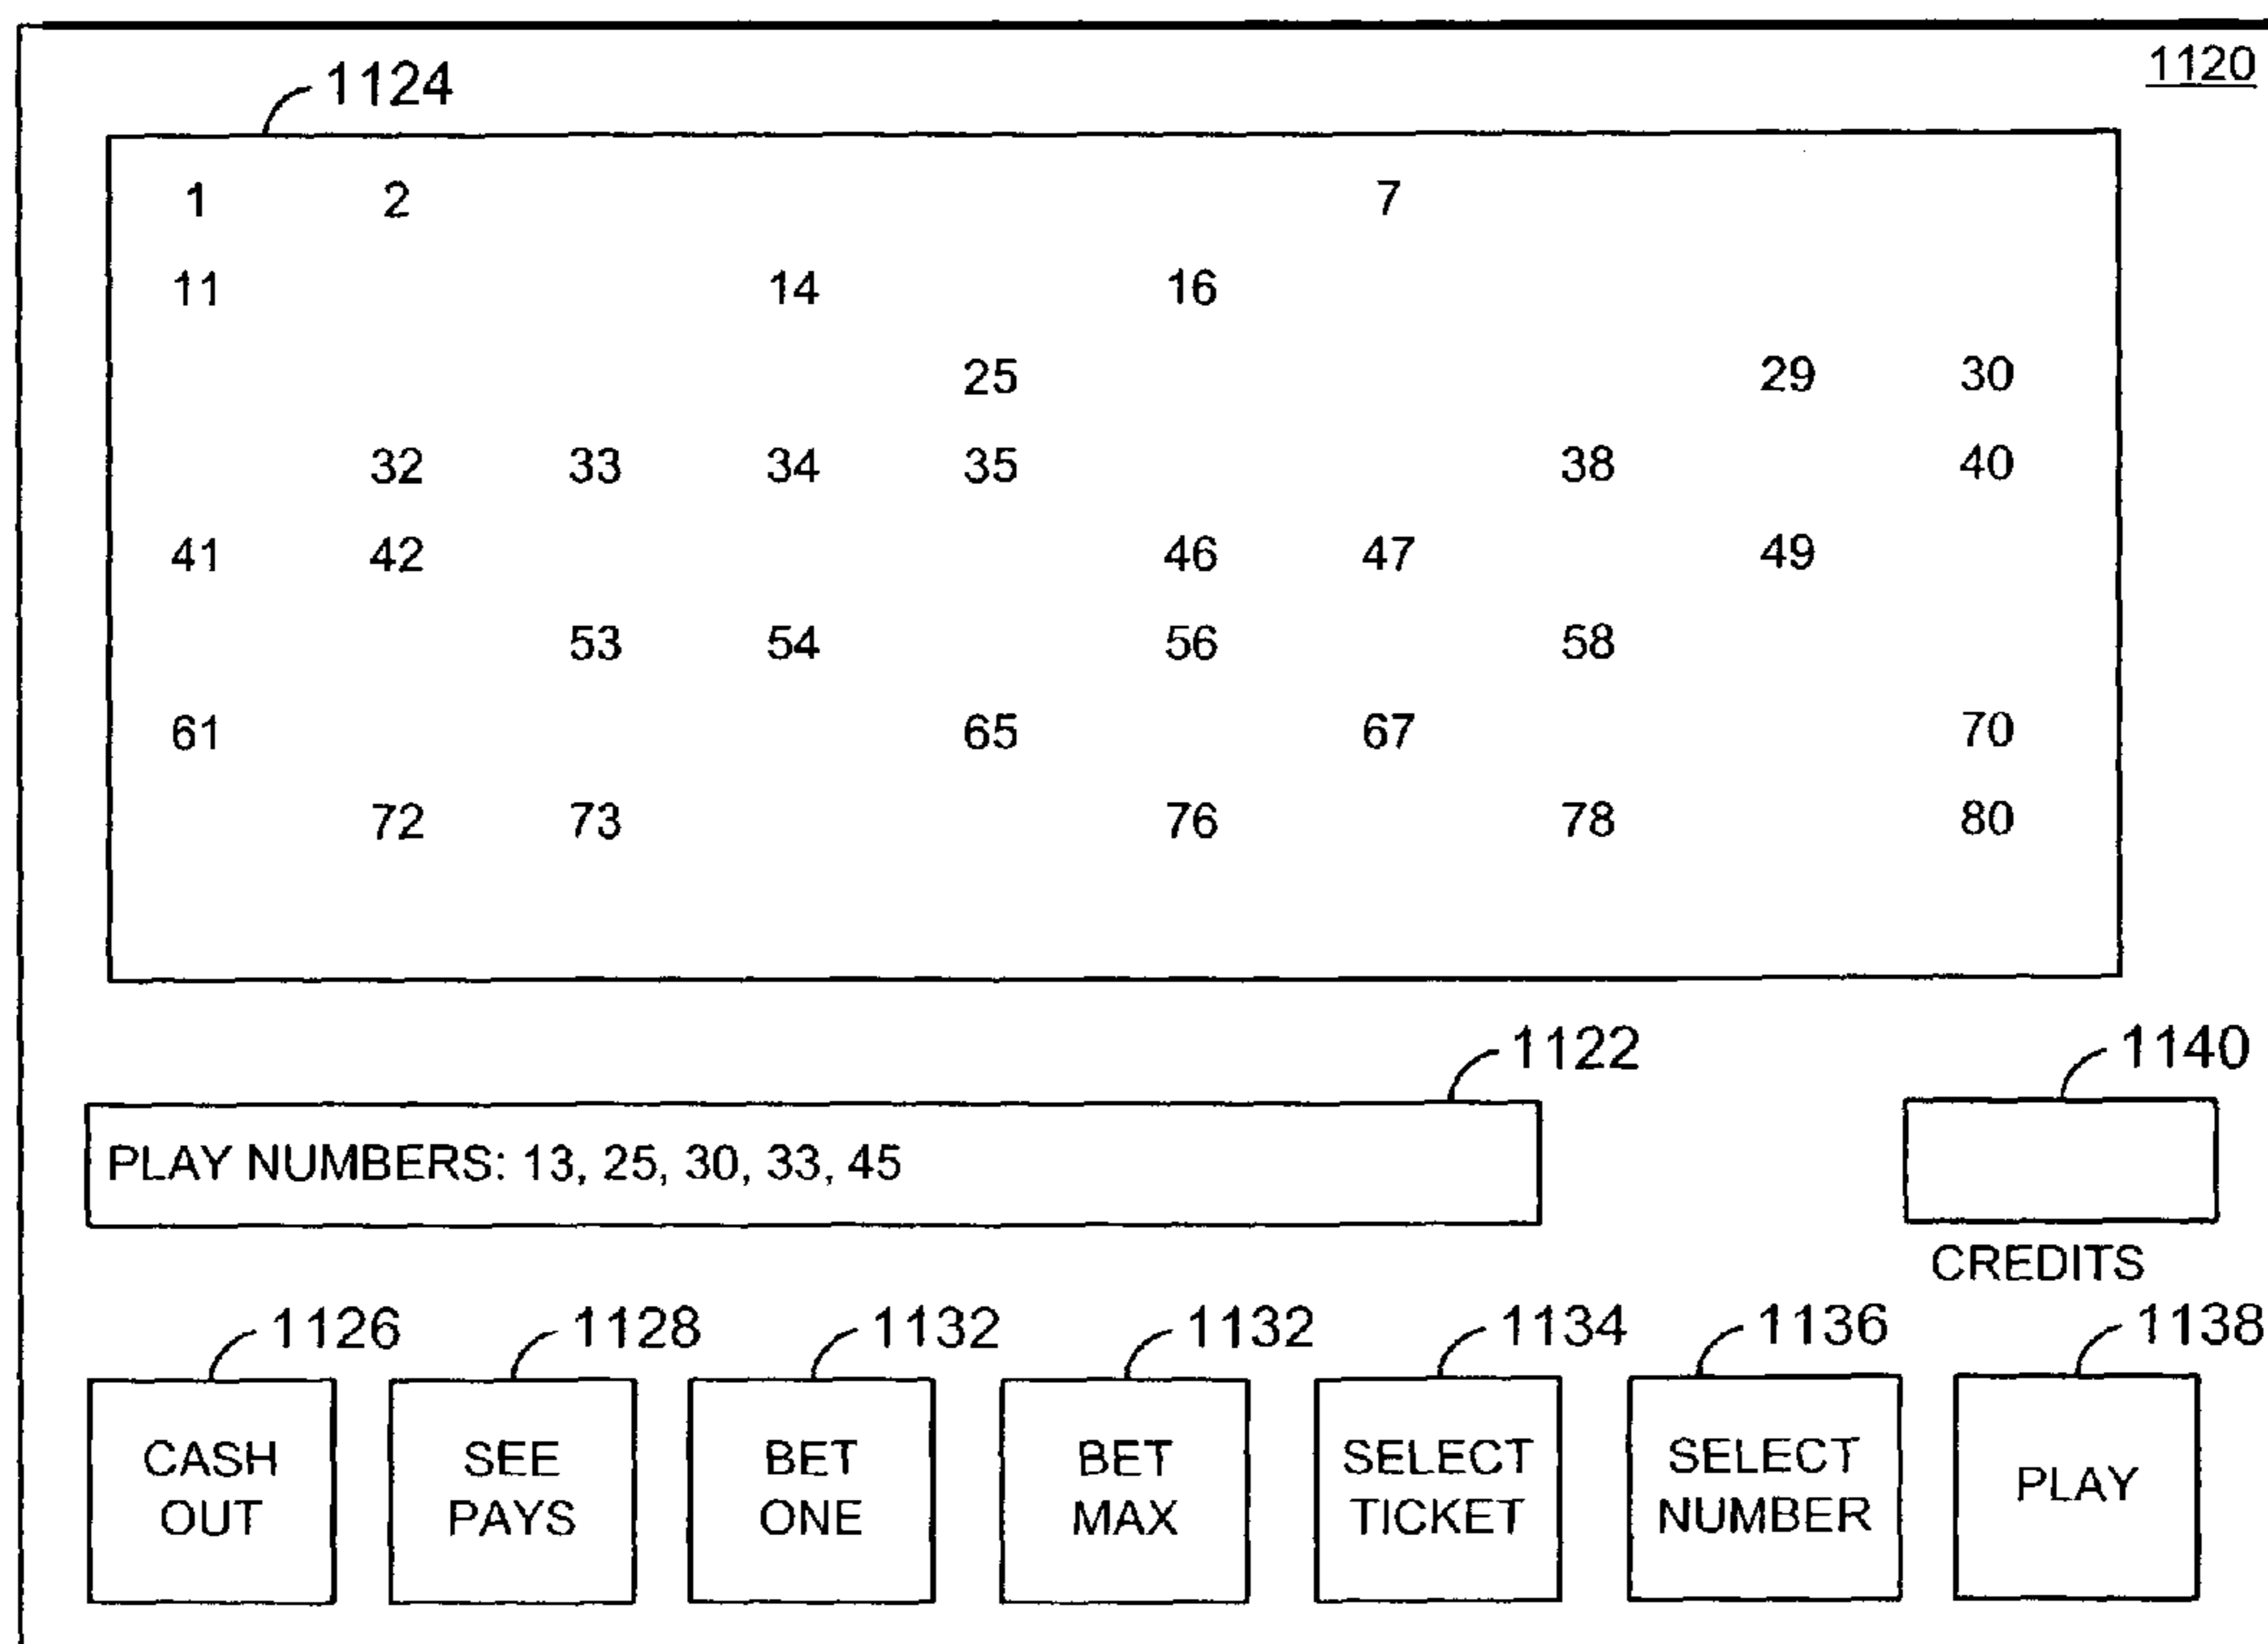 1120
1124
1 2 7
11 14 16
25 29 30
32 33 34 35 38 40
41 42 46 47 49
53 54 56 58
61 65 67 70
72 73 76 78 80
1122
1140
PLAY NUMBERS: 13, 25, 30, 33, 45
CREDITS
1126 1128 1132 1132 1134 1136 1138
CASH
OUT
SEE
PAYS
BET
ONE
BET
MAX
SELECT
TICKET
SELECT
NUMBER
PLAY